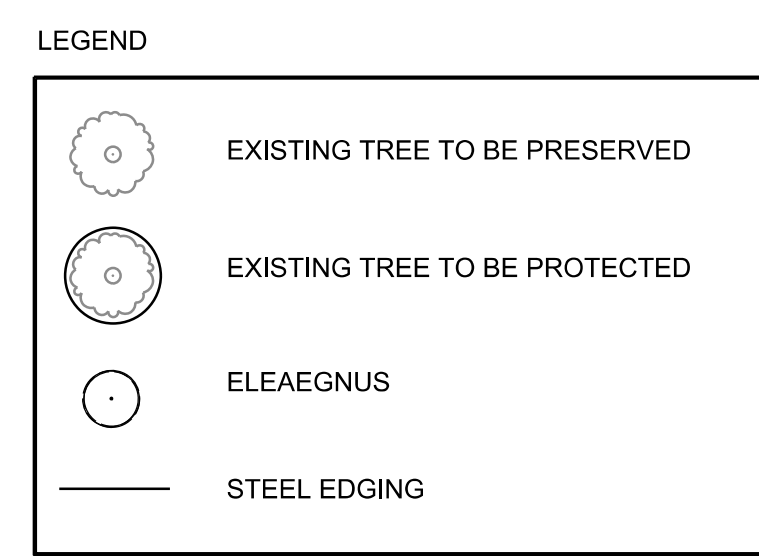 LEGEND
EXISTING TREE TO BE PRESERVED
EXISTING TREE TO BE PROTECTED
ELEAEGNUS
STEEL EDGING